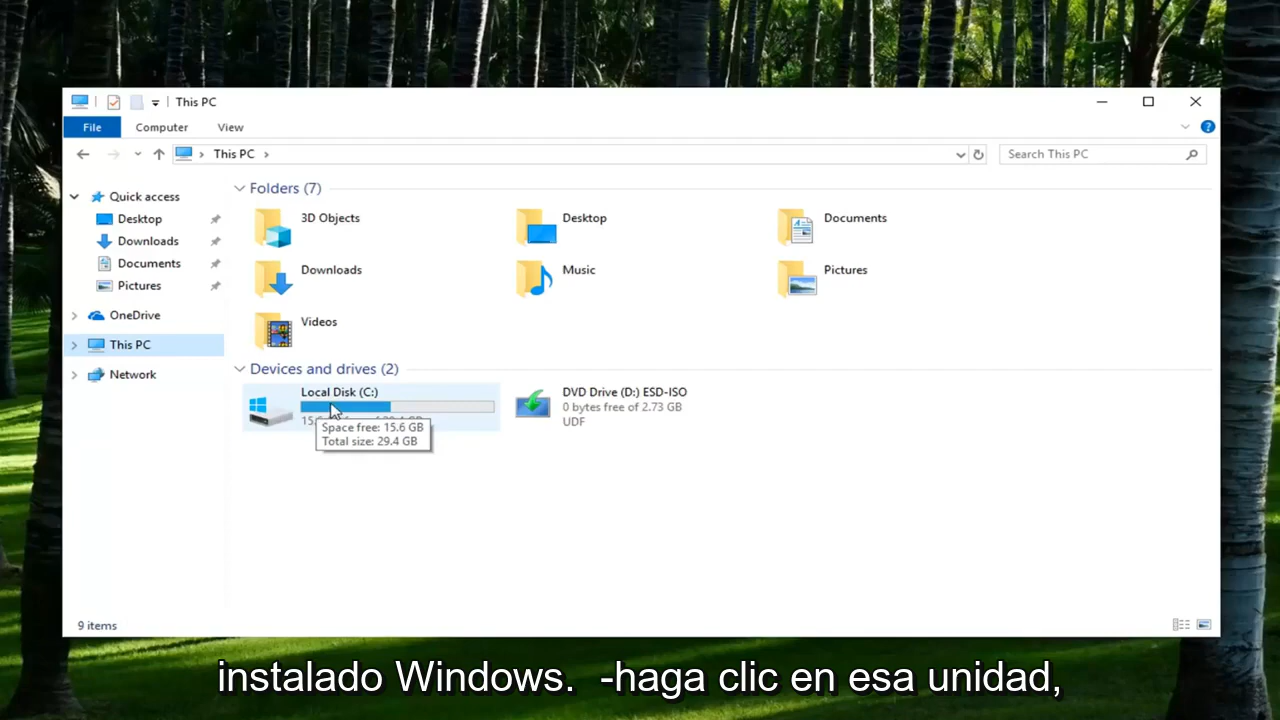 This PC
File
Computer
View
This PC
Search This PC
Quick access
Desktop
Downloads
Documents
Pictures
OneDrive
This PC
Network
Folders (7)
3D Objects
Desktop
Documents
Downloads
Music
Pictures
Videos
Devices and drives (2)
Local Disk (C:)
Space free: 15.6 GB
Total size: 29.4 GB
DVD Drive (D:) ESD-ISO
0 bytes free of 2.73 GB
UDF
9 items
instalado Windows. -haga clic en esa unidad,